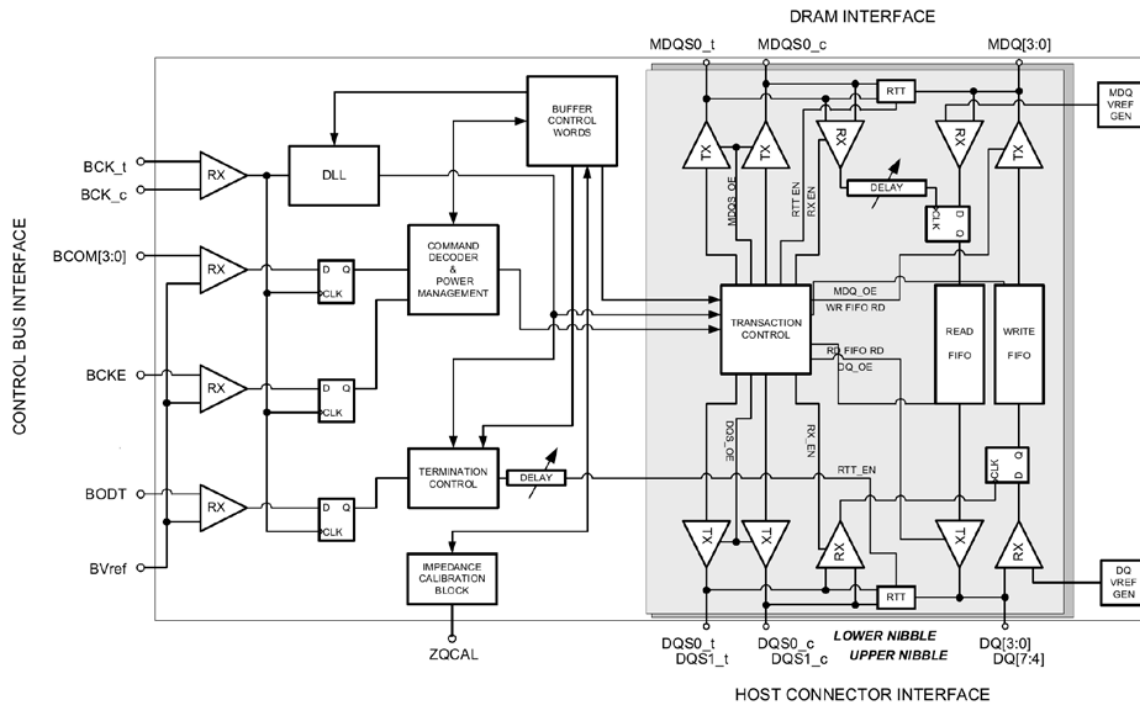 DRAM INTERFACE
MDQS0_t
MDQS0_c
MDQ[3:0]
BUFFER
CONTROL
WORDS
RTT
MDQ
VREF
GEN
BCK_t
BCK_c
RX
DLL
TX
TX
RX
RX
TX
MDQS_OE
RTT EN
RX EN
DELAY
CLK
D
Q
CONTROL BUS INTERFACE
BCOM[3:0]
RX
D
Q
CLK
COMMAND
DECODER
&
POWER
MANAGEMENT
TRANSACTION
CONTROL
MDQ_OE
WR FIFO RD
RD FIFO RD
DQ_OE
READ
FIFO
WRITE
FIFO
BCKE
RX
D
Q
CLK
DQS_OE
RX_EN
RTT_EN
CLK
Q
D
TERMINATION
CONTROL
DELAY
BODT
RX
D
Q
CLK
TX
TX
RX
TX
RX
BVref
IMPEDANCE
CALIBRATION
BLOCK
RTT
DQ
VREF
GEN
ZQCAL
DQS0_t
DQS1_t
DQS0_c
DQS1_c
LOWER NIBBLE
UPPER NIBBLE
DQ[3:0]
DQ[7:4]
HOST CONNECTOR INTERFACE